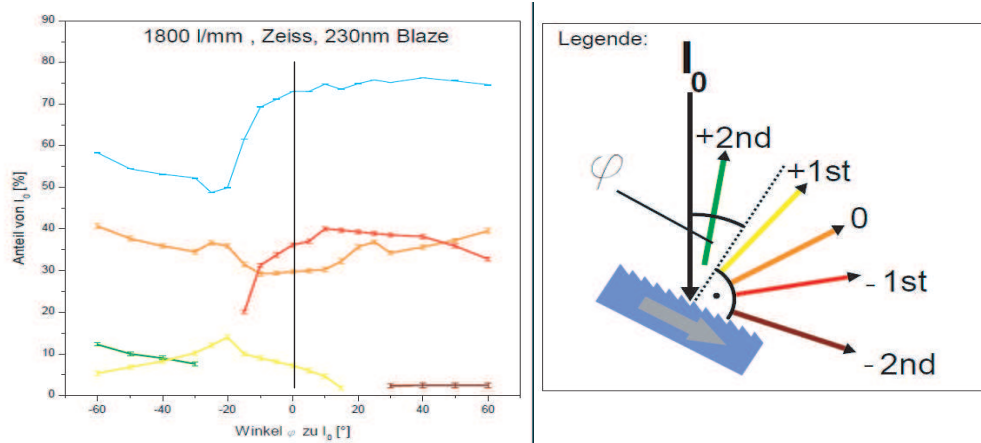 1800 l/mm , Zeiss, 230nm Blaze
90
80
70
60
50
40
30
20
10
0
Anteil von I₀ [%]
-60
-40
-20
0
20
40
60
Winkel φ zu I₀ [°]
Legende:
I₀
+2nd
φ
+1st
0
- 1st
- 2nd